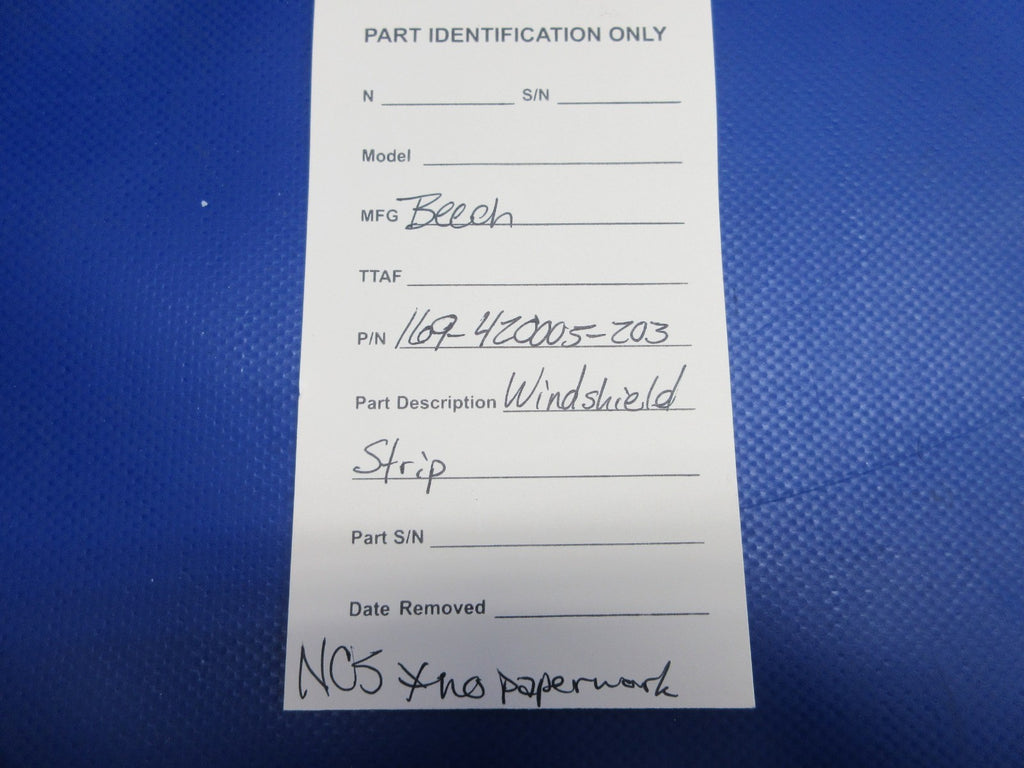 PART IDENTIFICATION ONLY
N S/N
Model
MFG Beech
TTAF
P/N 169-420005-203
Part Description Windshield
Strip
Part S/N
Date Removed
NC5 *no paperwork